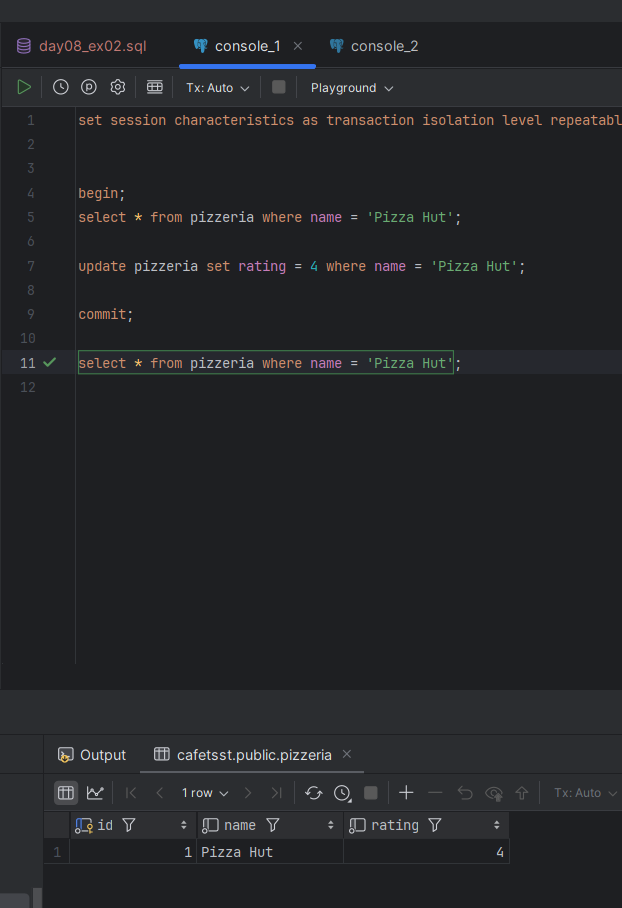 day08_ex02.sql console_1 console_2
Tx: Auto Playground
1 set session characteristics as transaction isolation level repeatabl
2
3
4 begin;
5 select * from pizzeria where name = 'Pizza Hut';
6
7 update pizzeria set rating = 4 where name = 'Pizza Hut';
8
9 commit;
10
11 select * from pizzeria where name = 'Pizza Hut';
12
Output cafetsst.public.pizzeria
1 row Tx: Auto
id name rating
1 1 Pizza Hut 4